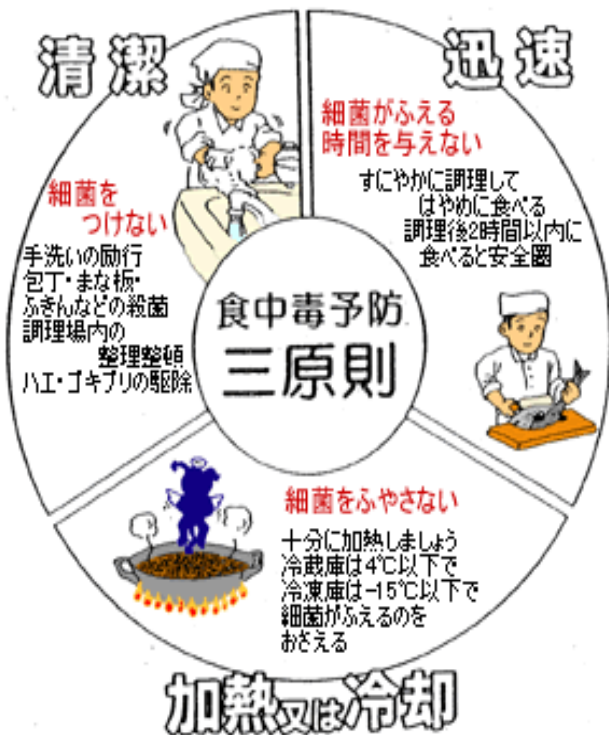 清潔
細菌を
つけない
手洗いの励行
包丁・まな板・
ふきんなどの殺菌
調理場内の
整理整頓
ハエ・ゴキブリの駆除
迅速
細菌がふえる
時間を与えない
すにやかに調理して
はやめに食べる
調理後2時間以内に
食べると安全圏
食中毒予防
三原則
細菌をふやさない
十分に加熱しましょう
冷蔵庫は4℃以下で
冷凍庫は-15℃以下で
細菌がふえるのを
おさえる
加熱又は冷却